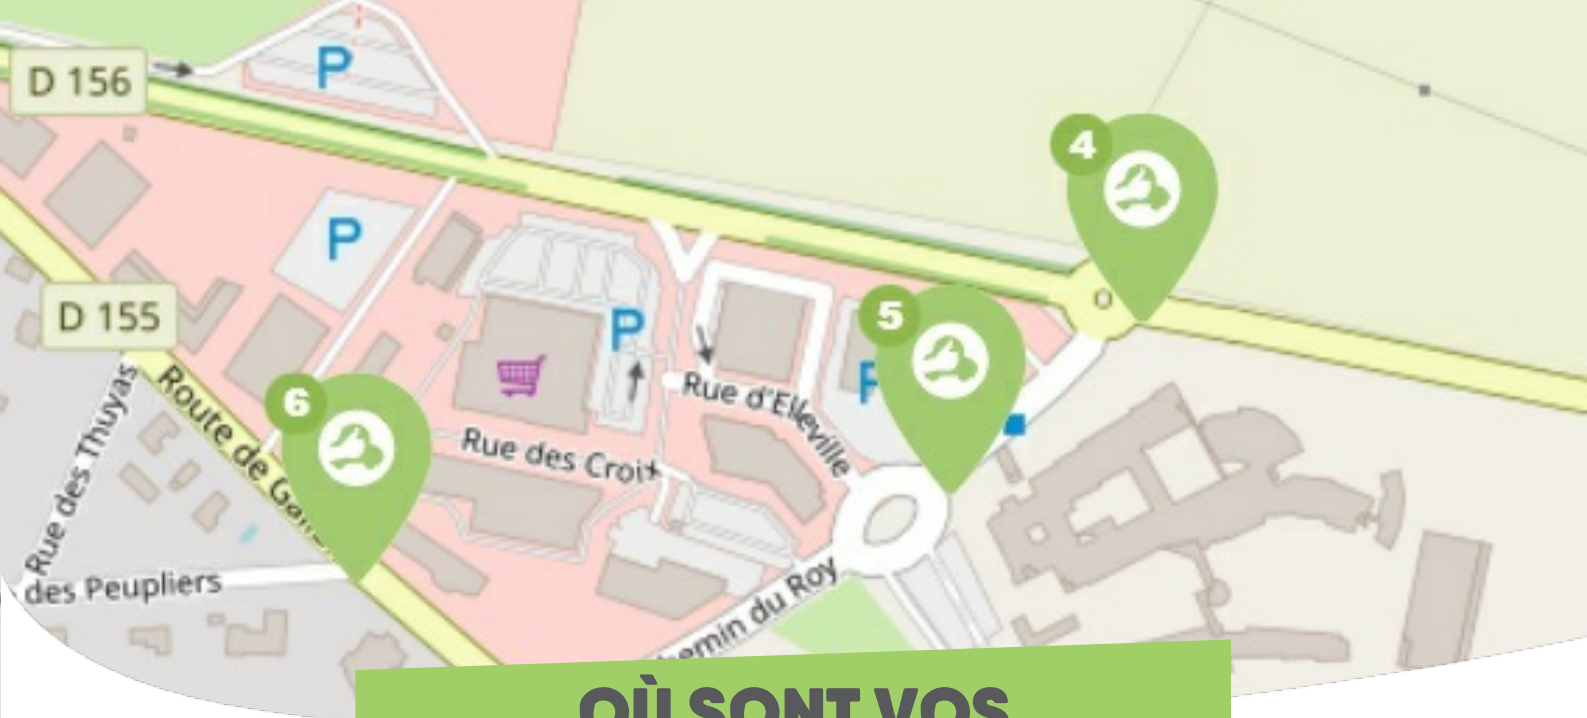 P
D 156
4
P
5
D 155
P
P
6
Rue d'Elleville
Rue des Thuyas
Route de
Rue des Croix
des Peupliers
hemin du Roy
OÙ SONT VOS